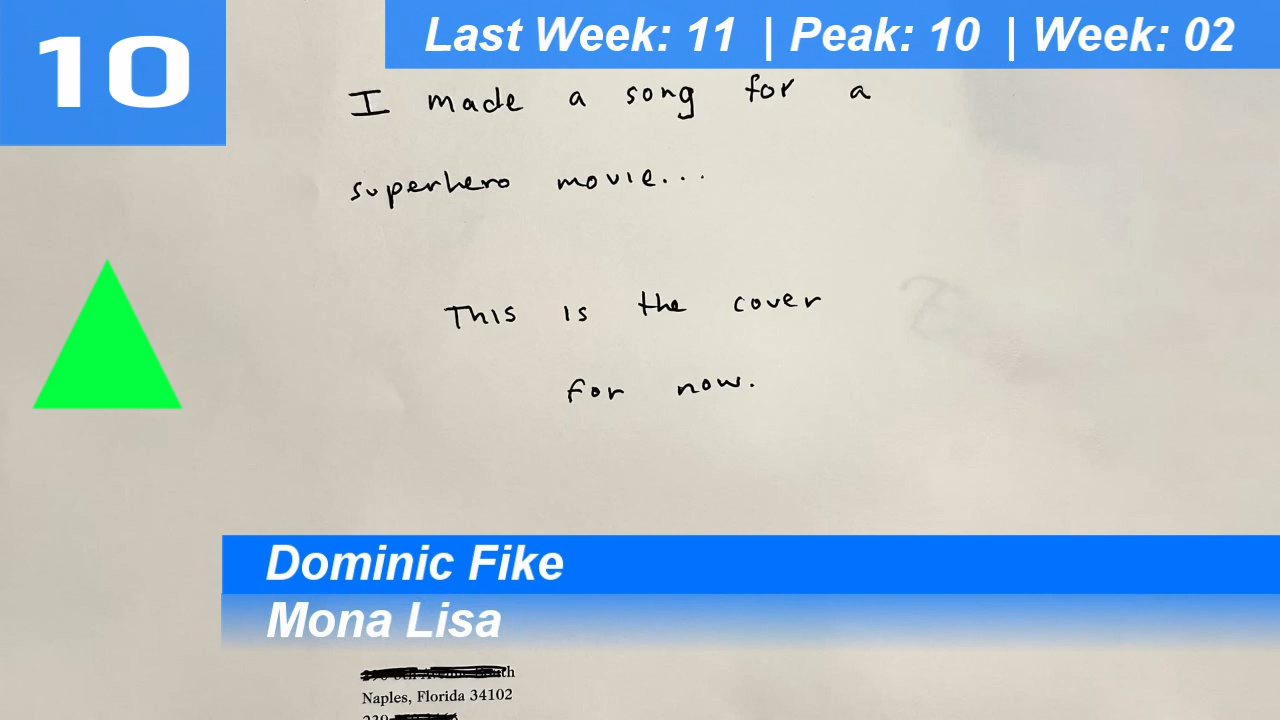 10
Last Week: 11 | Peak: 10 | Week: 02
I made a song for a
superhero movie...
This is the cover
for now.
Dominic Fike
Mona Lisa
Naples, Florida 34102
239